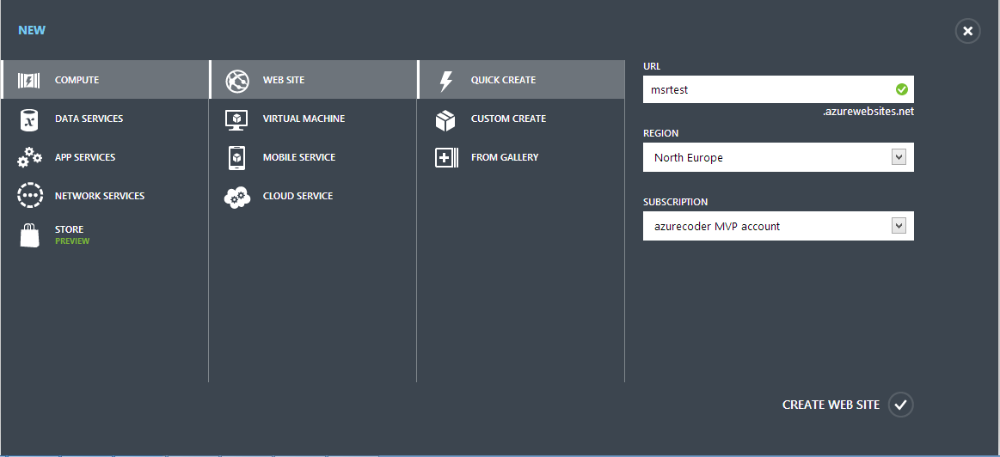 NEW
COMPUTE
DATA SERVICES
APP SERVICES
NETWORK SERVICES
STORE
PREVIEW
WEB SITE
VIRTUAL MACHINE
MOBILE SERVICE
CLOUD SERVICE
QUICK CREATE
CUSTOM CREATE
FROM GALLERY
URL
msrtest
.azurewebsites.net
REGION
North Europe
SUBSCRIPTION
azurecoder MVP account
CREATE WEB SITE